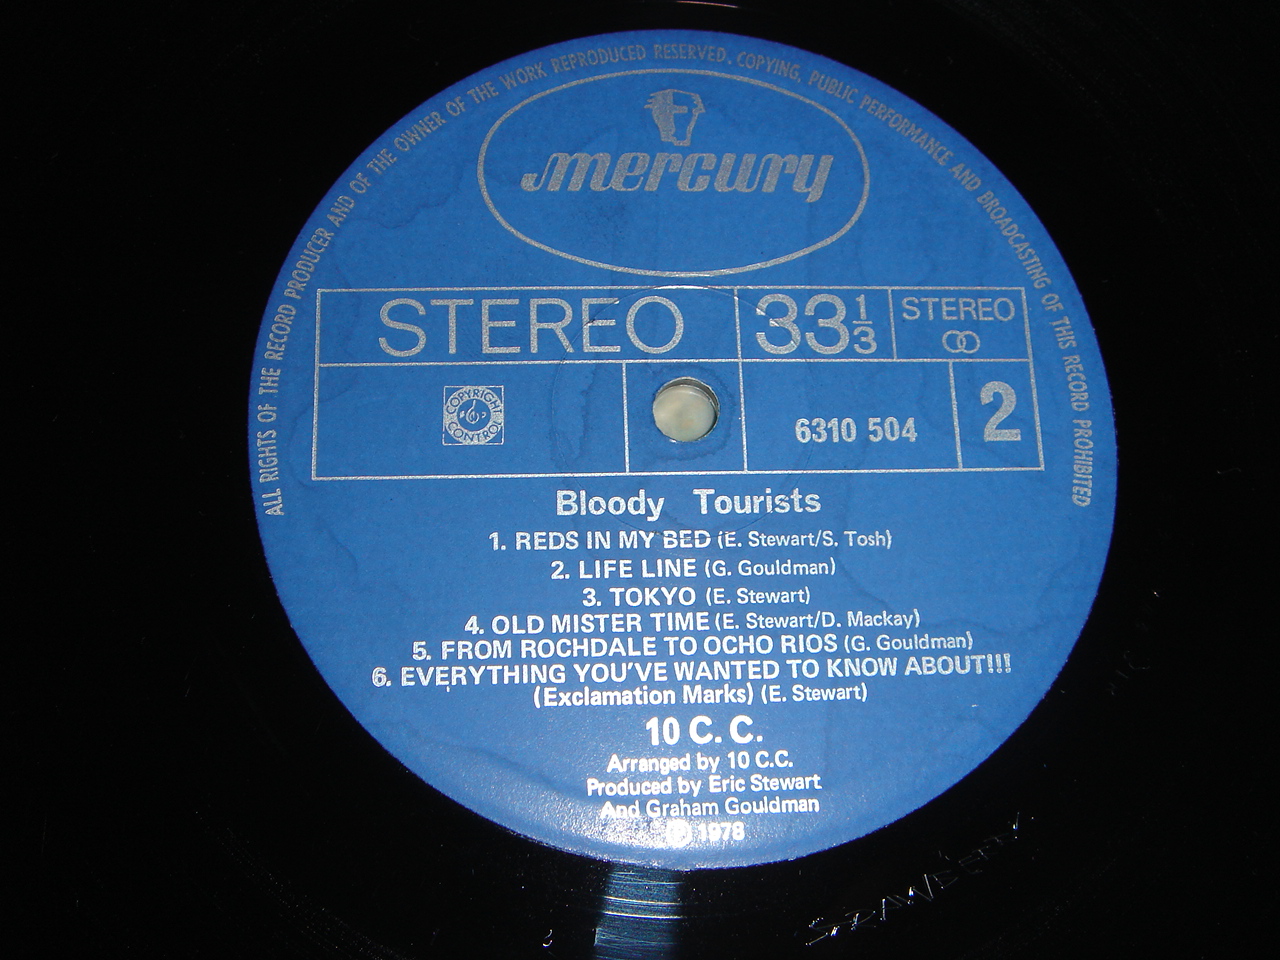 ALL RIGHTS OF THE RECORD PRODUCER AND OF THE OWNER OF THE WORK REPRODUCED RESERVED. COPYING, PUBLIC PERFORMANCE AND BROADCASTING OF THIS RECORD PROHIBITED
mercury
STEREO 33 1/3 STEREO
COPYRIGHT CONTROL 6310 504 2
Bloody Tourists
1. REDS IN MY BED (E. Stewart/S. Tosh)
2. LIFE LINE (G. Gouldman)
3. TOKYO (E. Stewart)
4. OLD MISTER TIME (E. Stewart/D. Mackay)
5. FROM ROCHDALE TO OCHO RIOS (G. Gouldman)
6. EVERYTHING YOU'VE WANTED TO KNOW ABOUT!!!
(Exclamation Marks) (E. Stewart)
10 C.C.
Arranged by 10 C.C.
Produced by Eric Stewart
And Graham Gouldman
℗ 1978